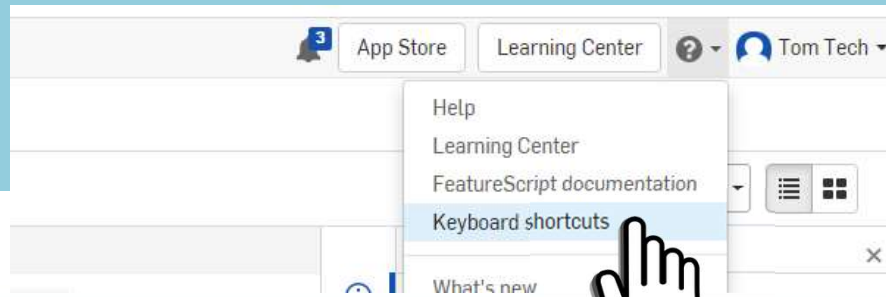 3
App Store
Learning Center
Tom Tech
Help
Learning Center
FeatureScript documentation
Keyboard shortcuts
What's new